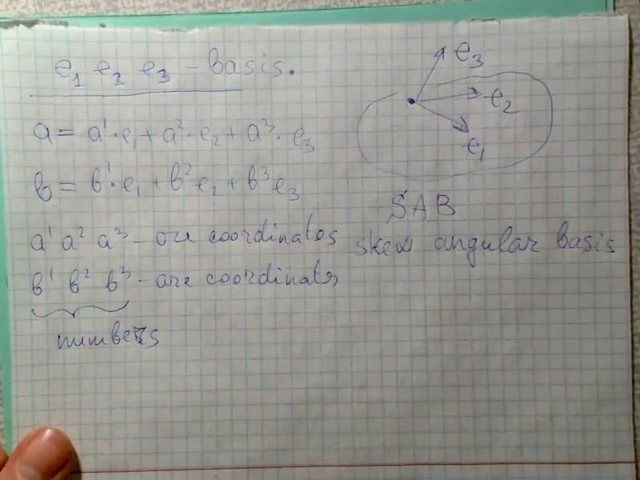 e₁ e₂ e₃ - basis.
a = a¹·e₁ + a²·e₂ + a³·e₃
b = b¹·e₁ + b²e₂ + b³e₃
a¹ a² a³ - are coordinates
b¹ b² b³ - are coordinates
numbers
e₃
e₂
e₁
SAB
skew angular basis